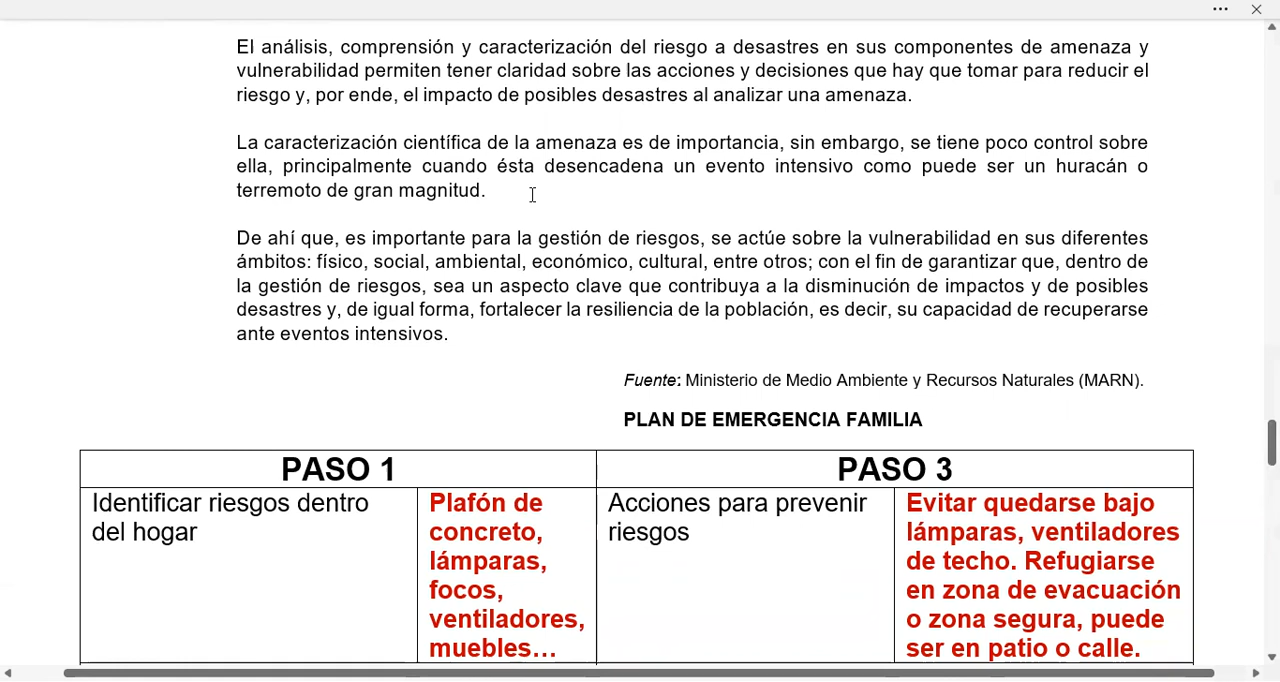 El análisis, comprensión y caracterización del riesgo a desastres en sus componentes de amenaza y
vulnerabilidad permiten tener claridad sobre las acciones y decisiones que hay que tomar para reducir el
riesgo y, por ende, el impacto de posibles desastres al analizar una amenaza.
La caracterización científica de la amenaza es de importancia, sin embargo, se tiene poco control sobre
ella, principalmente cuando ésta desencadena un evento intensivo como puede ser un huracán o
terremoto de gran magnitud.
De ahí que, es importante para la gestión de riesgos, se actúe sobre la vulnerabilidad en sus diferentes
ámbitos: físico, social, ambiental, económico, cultural, entre otros; con el fin de garantizar que, dentro de
la gestión de riesgos, sea un aspecto clave que contribuya a la disminución de impactos y de posibles
desastres y, de igual forma, fortalecer la resiliencia de la población, es decir, su capacidad de recuperarse
ante eventos intensivos.
Fuente: Ministerio de Medio Ambiente y Recursos Naturales (MARN).
PLAN DE EMERGENCIA FAMILIA
PASO 1
Identificar riesgos dentro
del hogar
Plafón de
concreto,
lámparas,
focos,
ventiladores,
muebles…
PASO 3
Acciones para prevenir
riesgos
Evitar quedarse bajo
lámparas, ventiladores
de techo. Refugiarse
en zona de evacuación
o zona segura, puede
ser en patio o calle.